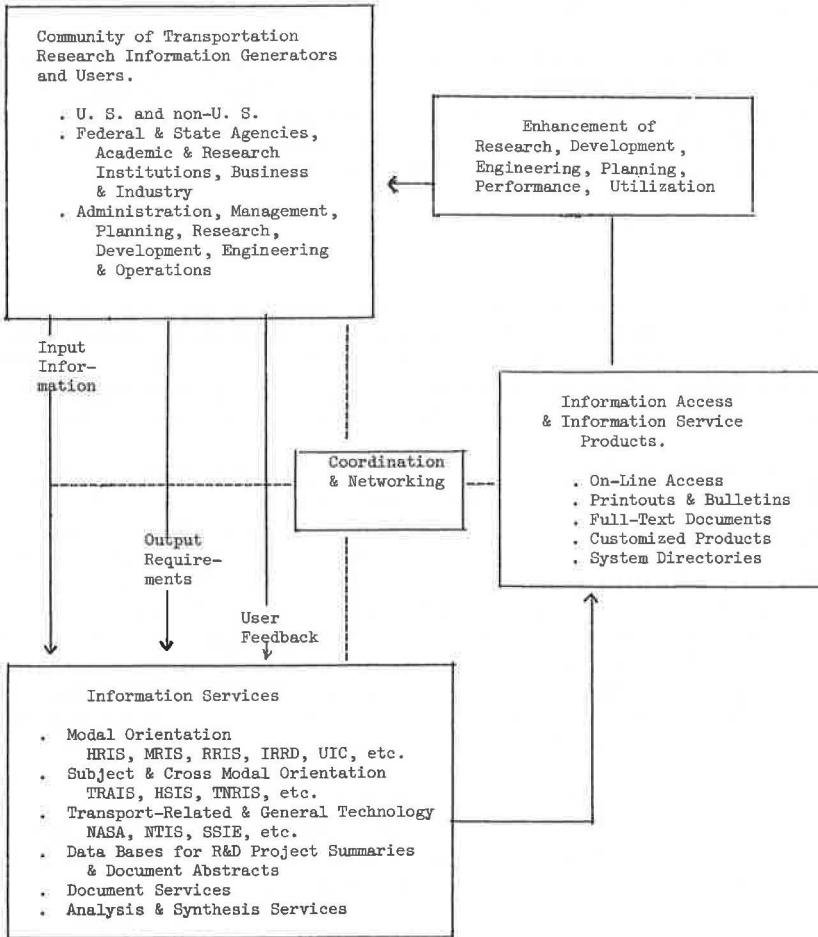 Community of Transportation
Research Information Generators
and Users.
. U. S. and non-U. S.
. Federal & State Agencies,
Academic & Research
Institutions, Business
& Industry
. Administration, Management,
Planning, Research,
Development, Engineering
& Operations
Enhancement of
Research, Development,
Engineering, Planning,
Performance, Utilization
Input
Infor-
mation
Information Access
& Information Service
Products.
. On-Line Access
. Printouts & Bulletins
. Full-Text Documents
. Customized Products
. System Directories
Coordination
& Networking
Output
Require-
ments
User
Feedback
Information Services
. Modal Orientation
HRIS, MRIS, RRIS, IRRD, UIC, etc.
. Subject & Cross Modal Orientation
TRAIS, HSIS, TNRIS, etc.
. Transport-Related & General Technology
NASA, NTIS, SSIE, etc.
. Data Bases for R&D Project Summaries
& Document Abstracts
. Document Services
. Analysis & Synthesis Services